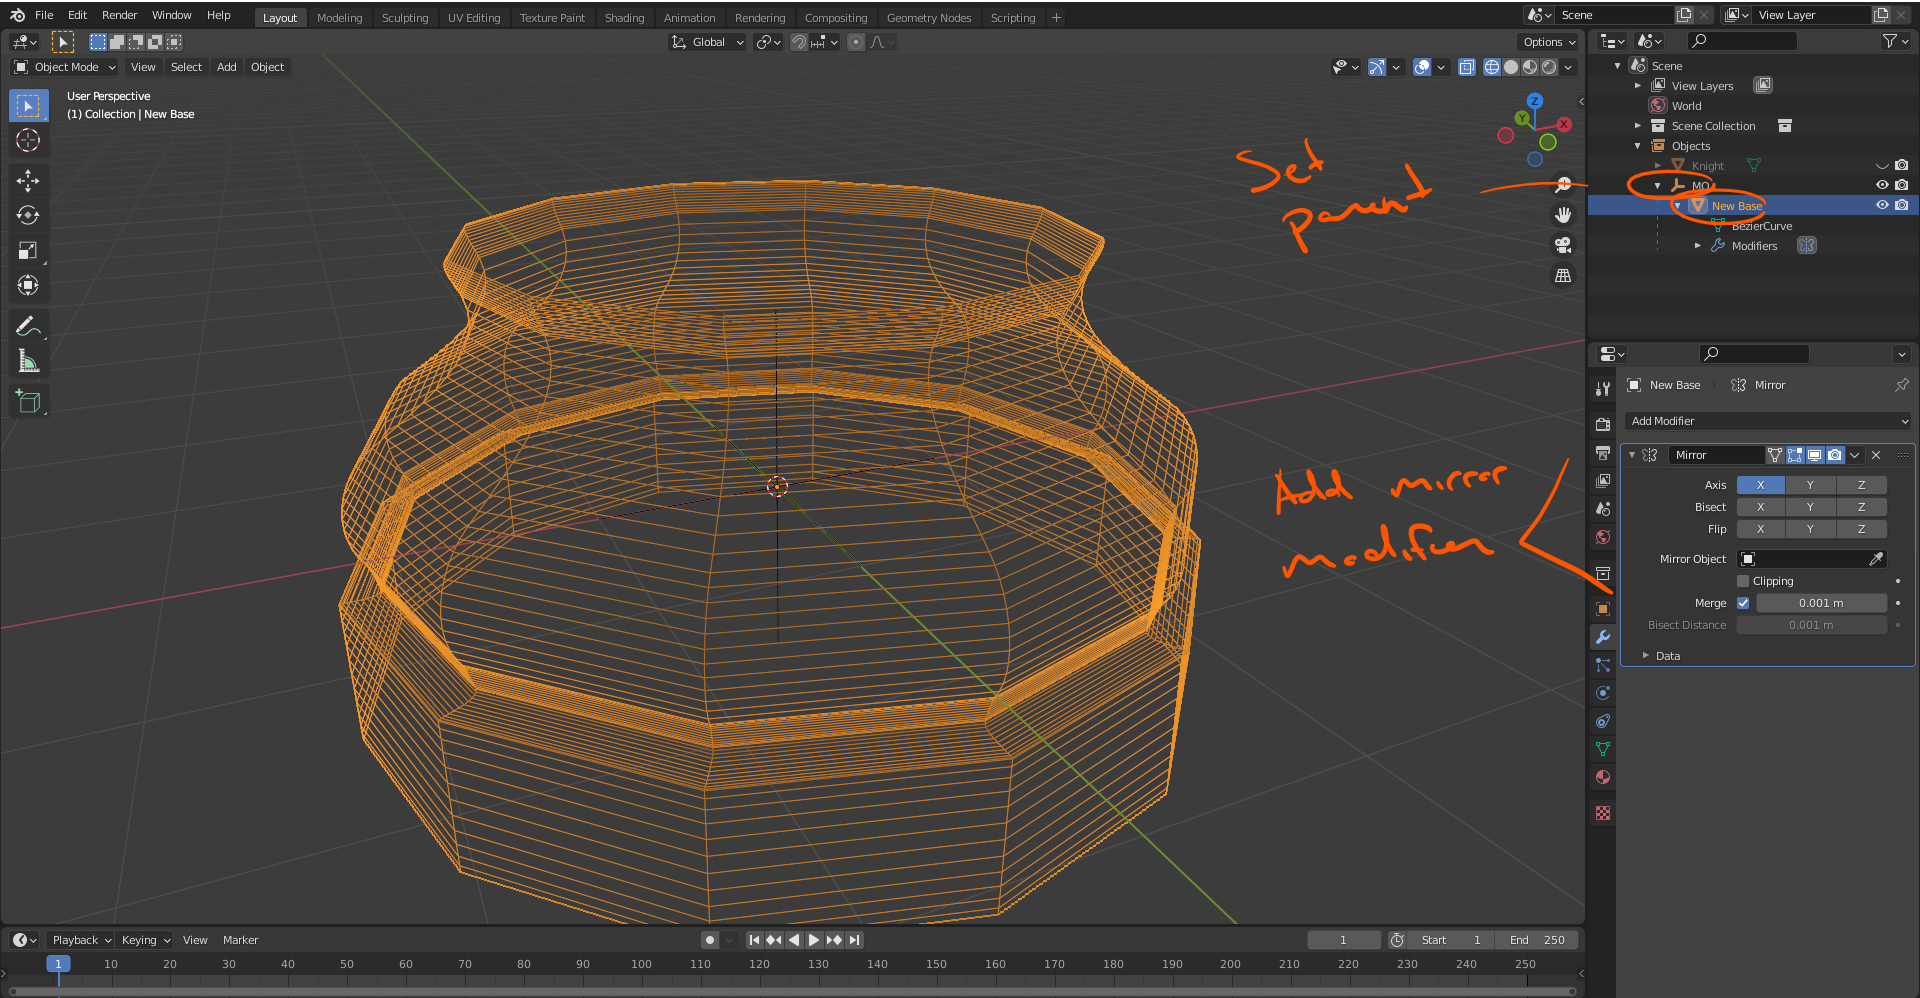 File Edit Render Window Help Layout Modeling Sculpting UV Editing Texture Paint Shading Animation Rendering Compositing Geometry Nodes Scripting + Scene View Layer
Global Options
Object Mode View Select Add Object
User Perspective
(1) Collection | New Base
Z
Y X
Set
parent
Add mirror
modifier
Scene
View Layers
World
Scene Collection
Objects
Knight
MO
New Base
BezierCurve
Modifiers
New Base Mirror
Add Modifier
Mirror
Axis X Y Z
Bisect X Y Z
Flip X Y Z
Mirror Object
Clipping
Merge 0.001 m
Bisect Distance 0.001 m
Data
Playback Keying View Marker 1 Start 1 End 250
1 10 20 30 40 50 60 70 80 90 100 110 120 130 140 150 160 170 180 190 200 210 220 230 240 250